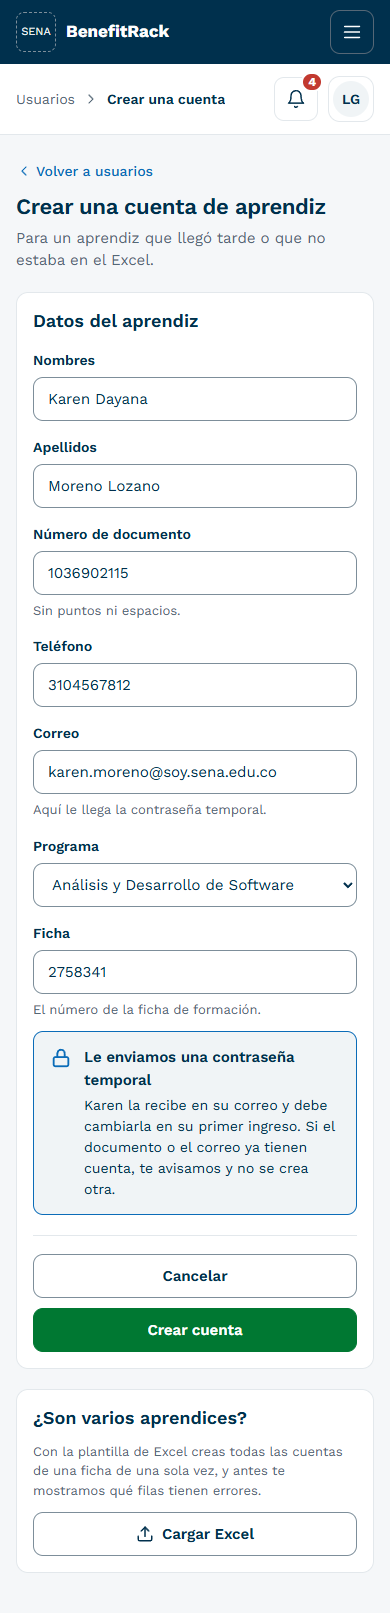 SENA BenefitRack
Usuarios > Crear una cuenta 4 LG
Volver a usuarios
Crear una cuenta de aprendiz
Para un aprendiz que llegó tarde o que no
estaba en el Excel.
Datos del aprendiz
Nombres
Karen Dayana
Apellidos
Moreno Lozano
Número de documento
1036902115
Sin puntos ni espacios.
Teléfono
3104567812
Correo
karen.moreno@soy.sena.edu.co
Aquí le llega la contraseña temporal.
Programa
Análisis y Desarrollo de Software
Ficha
2758341
El número de la ficha de formación.
Le enviamos una contraseña
temporal
Karen la recibe en su correo y debe
cambiarla en su primer ingreso. Si el
documento o el correo ya tienen
cuenta, te avisamos y no se crea
otra.
Cancelar
Crear cuenta
¿Son varios aprendices?
Con la plantilla de Excel creas todas las cuentas
de una ficha de una sola vez, y antes te
mostramos qué filas tienen errores.
Cargar Excel